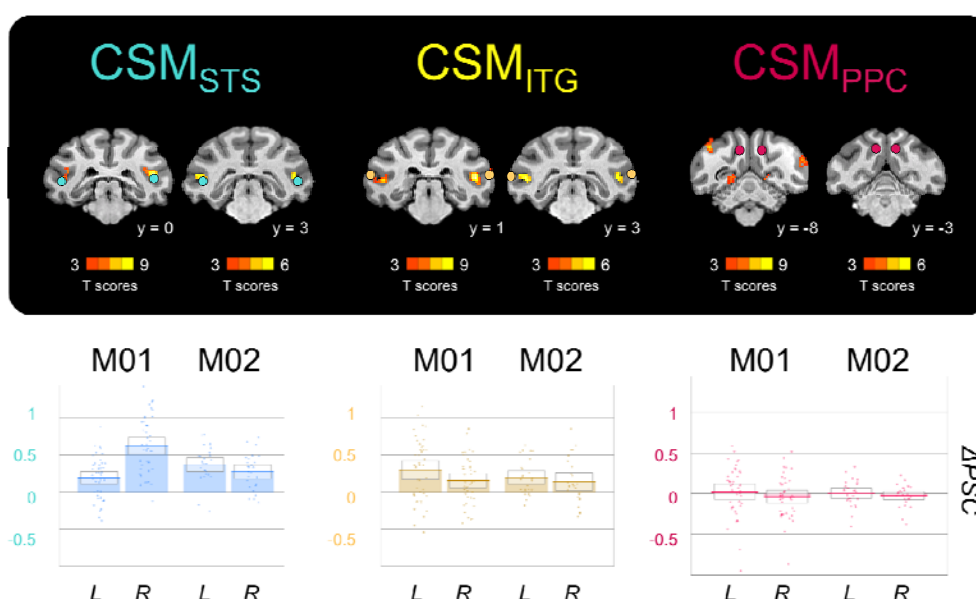 CSMSTS CSMITG CSMPPC
y = 0 y = 3 y = 1 y = 3 y = -8 y = -3
3 9 3 6 3 9 3 6 3 9 3 6
T scores T scores T scores T scores T scores T scores
M01 M02 M01 M02 M01 M02
1 1 1
0.5 0.5 0.5
0 0 0
-0.5 -0.5 -0.5
ΔPSC
L R L R L R L R L R L R